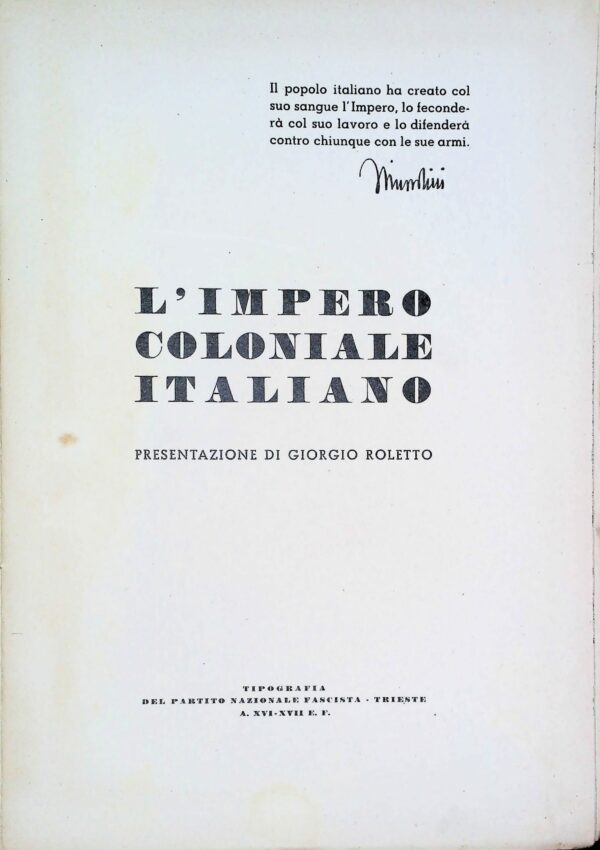 Il popolo italiano ha creato col
suo sangue l'Impero, lo feconde-
rà col suo lavoro e lo difenderà
contro chiunque con le sue armi.
Mussolini
L'IMPERO
COLONIALE
ITALIANO
PRESENTAZIONE DI GIORGIO ROLETTO
TIPOGRAFIA
DEL PARTITO NAZIONALE FASCISTA - TRIESTE
A. XVI-XVII E. F.